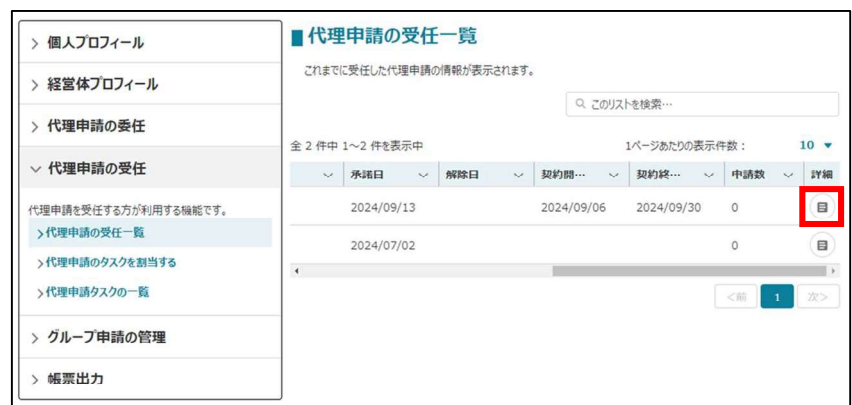 個人プロフィール
経営体プロフィール
代理申請の委任
代理申請の受任
代理申請を受任する方が利用する機能です。
代理申請の受任一覧
代理申請のタスクを割当する
代理申請タスクの一覧
グループ申請の管理
帳票出力
代理申請の受任一覧
これまでに受任した代理申請の情報が表示されます。
このリストを検索…
全 2 件中 1～2 件を表示中 1ページあたりの表示件数： 10
承諾日 解除日 契約開… 契約終… 申請数 詳細
2024/09/13 2024/09/06 2024/09/30 0
2024/07/02 0
<前 1 次>